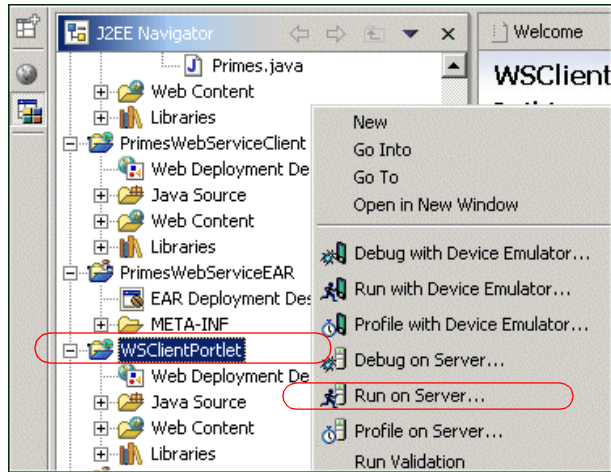 J2EE Navigator
Primes.java
Web Content
Libraries
PrimesWebServiceClient
Web Deployment De
Java Source
Web Content
Libraries
PrimesWebServiceEAR
EAR Deployment Des
META-INF
WSClientPortlet
Web Deployment De
Java Source
Web Content
Libraries
Welcome
WSClient
New
Go Into
Go To
Open in New Window
Debug with Device Emulator...
Run with Device Emulator...
Profile with Device Emulator...
Debug on Server...
Run on Server...
Profile on Server...
Run Validation